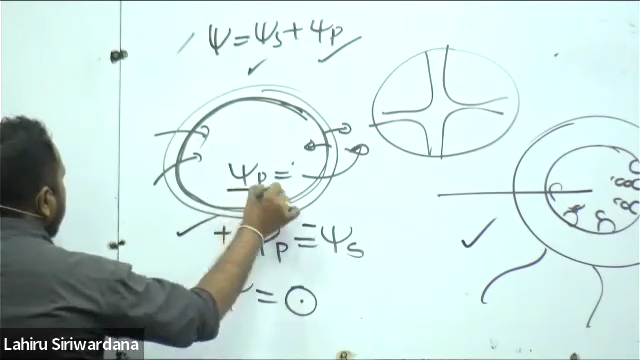 Ψ = Ψs + Ψp
Ψp =
+ Ψp = Ψs
= 0
Lahiru Siriwardana